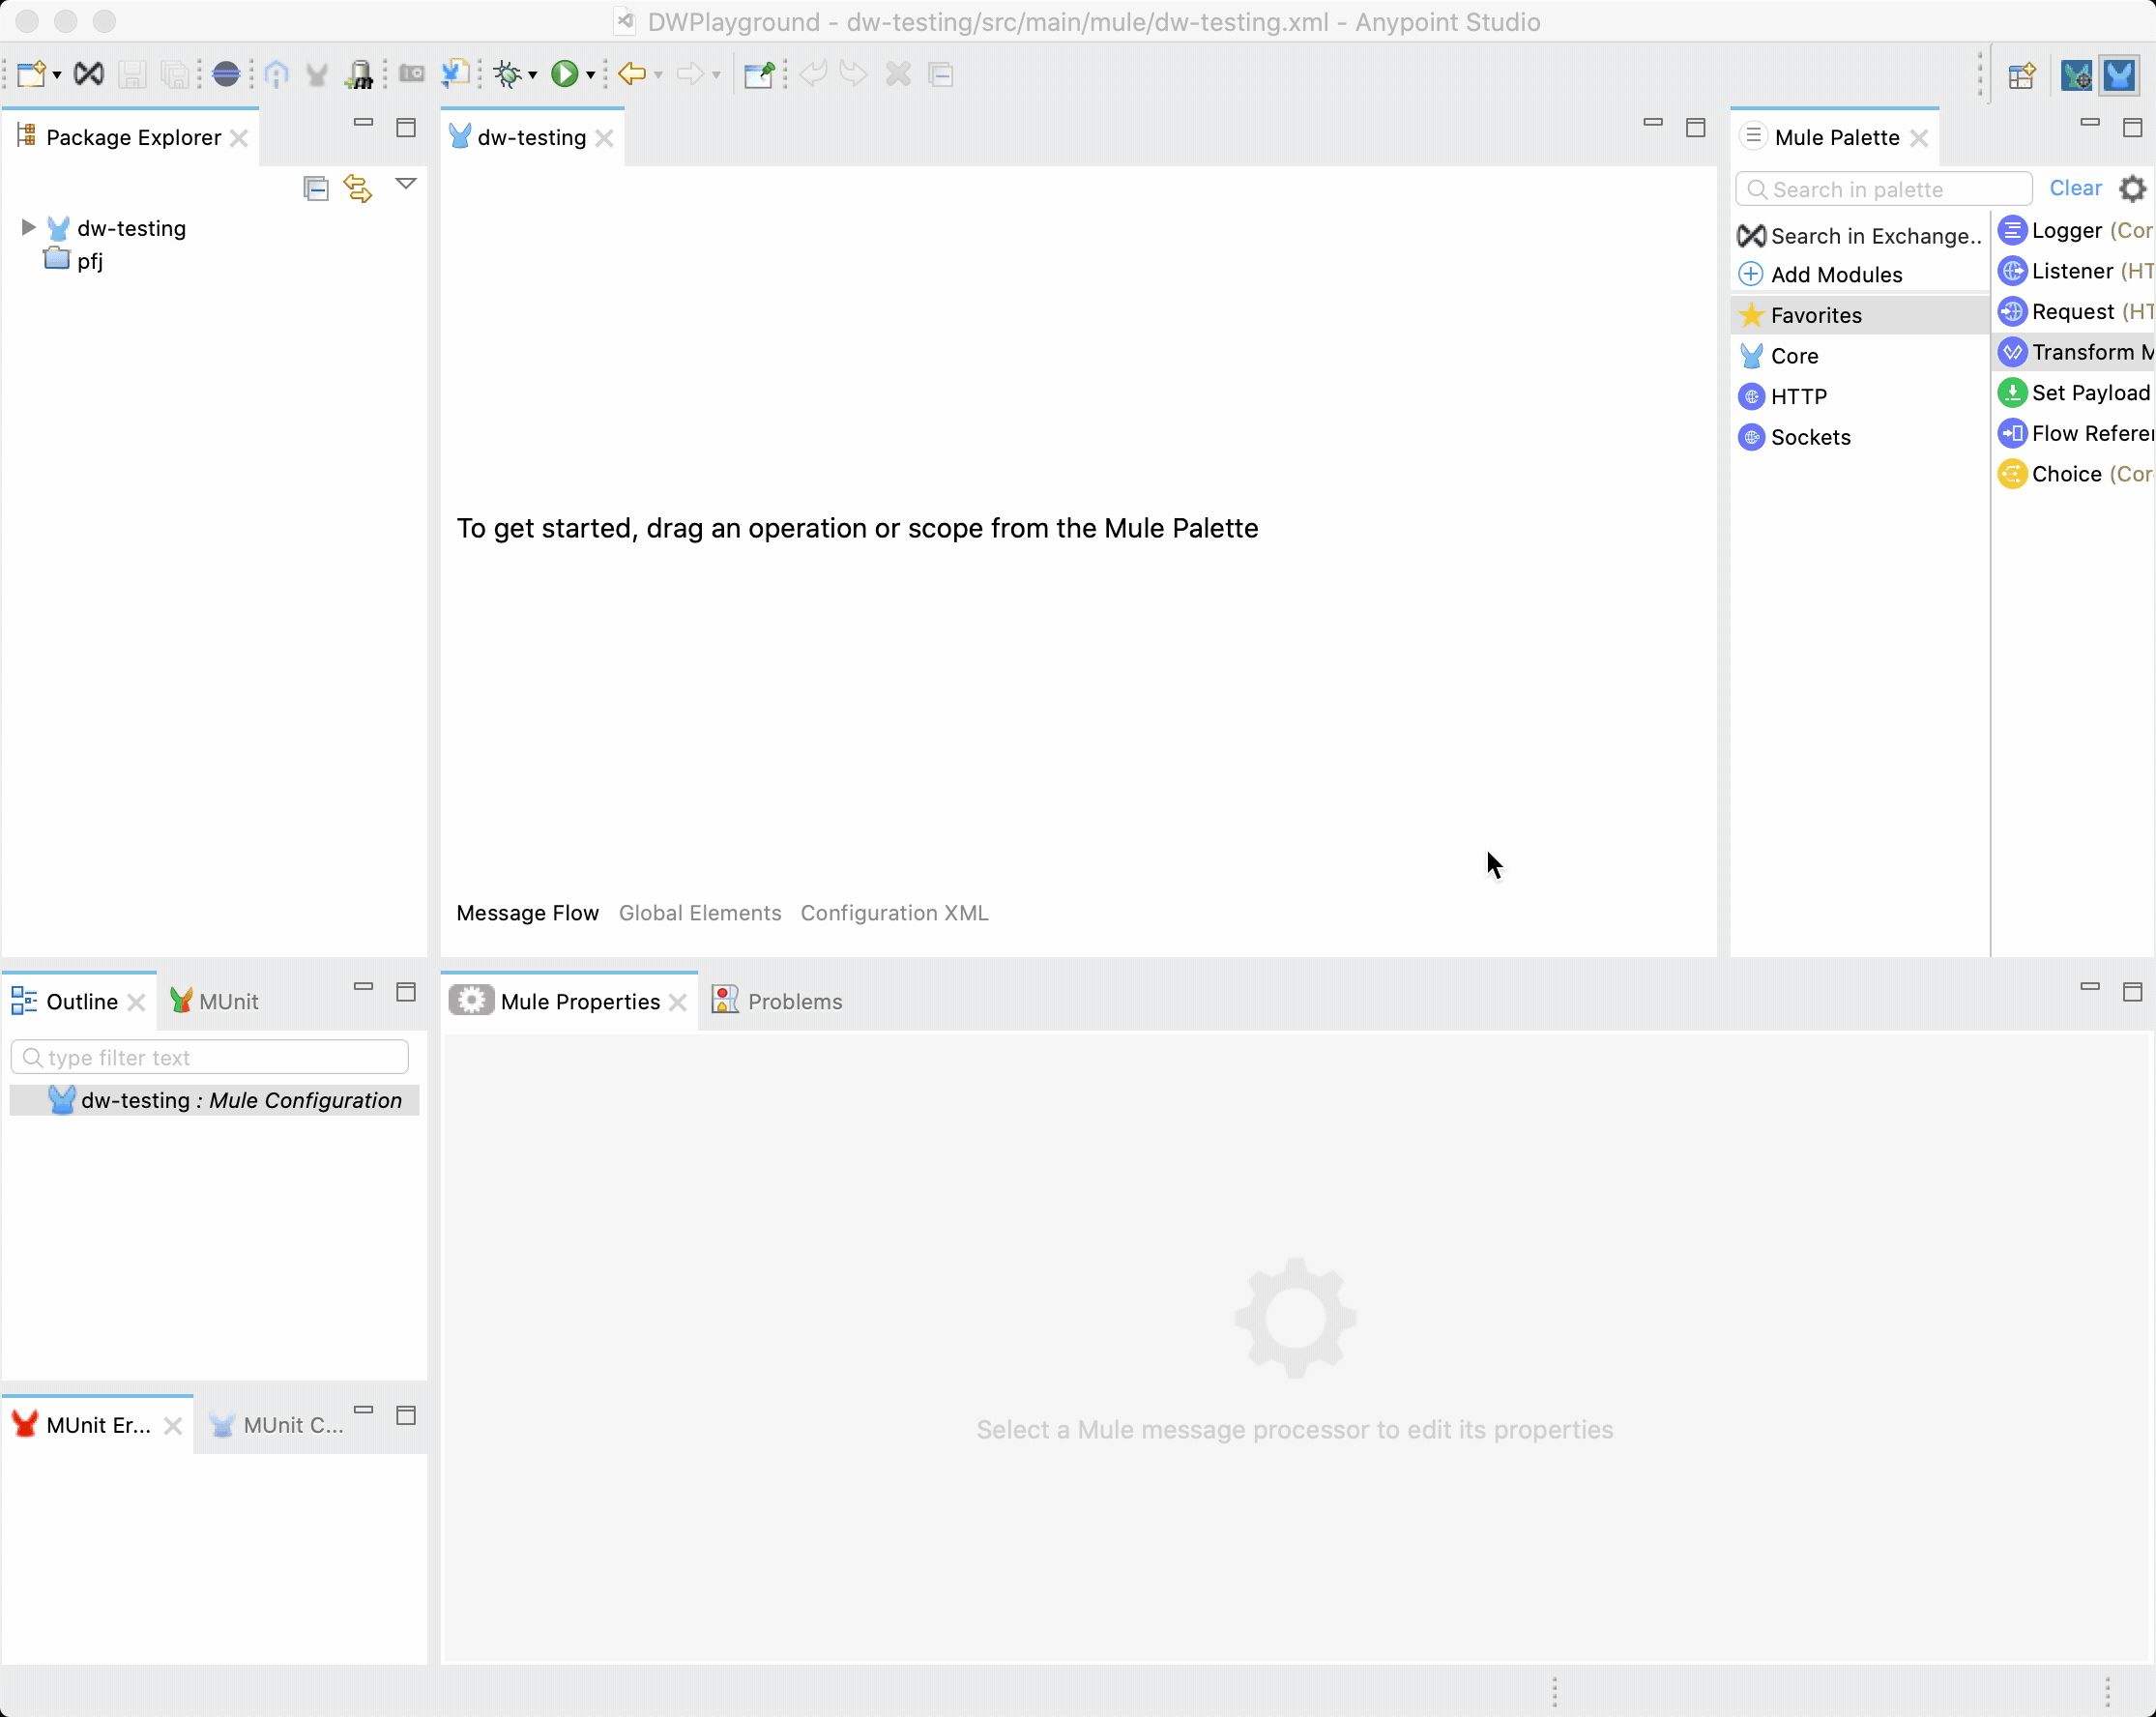 DWPlayground - dw-testing/src/main/mule/dw-testing.xml - Anypoint Studio
Package Explorer
dw-testing
pfj
dw-testing
To get started, drag an operation or scope from the Mule Palette
Message Flow Global Elements Configuration XML
Mule Palette
Search in palette Clear
Search in Exchange..
Add Modules
Favorites
Core
HTTP
Sockets
Logger (Cor
Listener (HT
Request (HT
Transform M
Set Payload
Flow Refere
Choice (Cor
Outline MUnit
type filter text
dw-testing : Mule Configuration
MUnit Er... MUnit C...
Mule Properties Problems
Select a Mule message processor to edit its properties